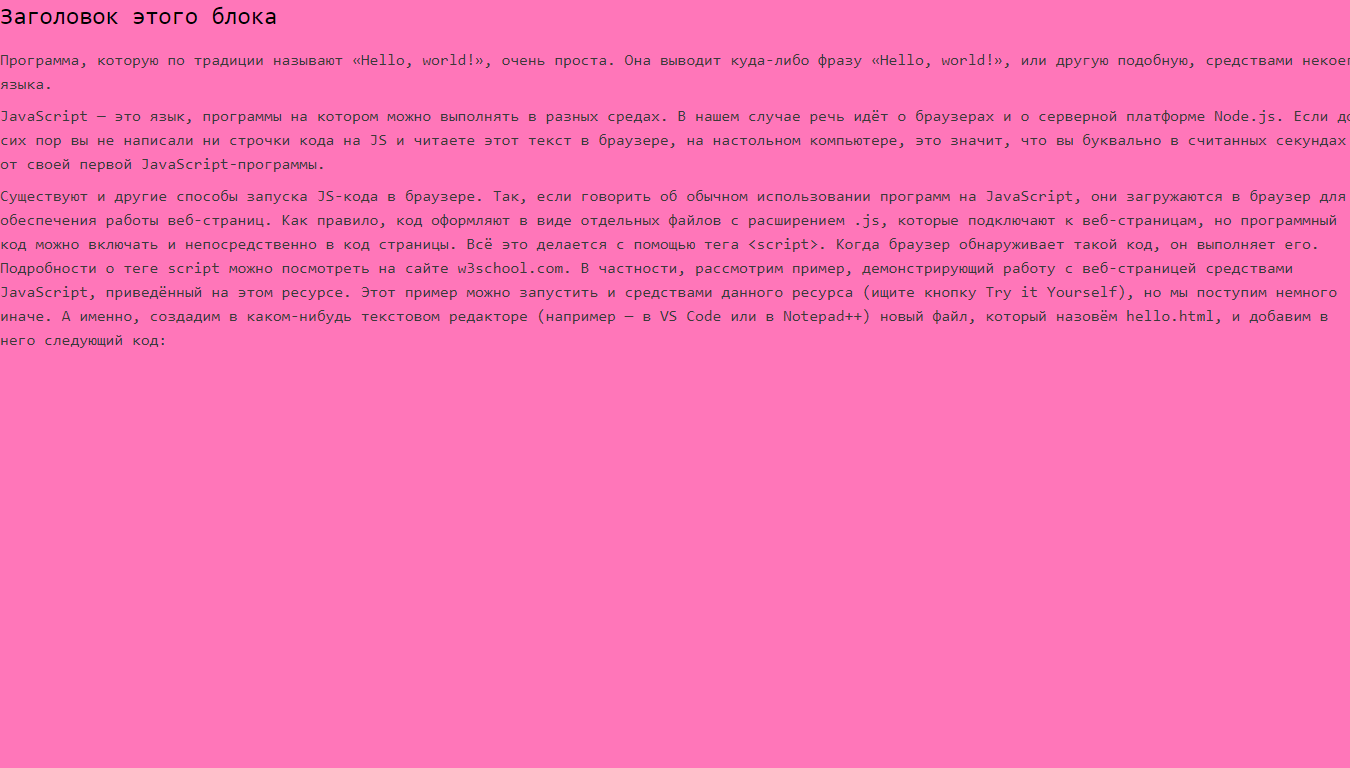 Заголовок этого блока
Программа, которую по традиции называют «Hello, world!», очень проста. Она выводит куда-либо фразу «Hello, world!», или другую подобную, средствами
языка.
JavaScript — это язык, программы на котором можно выполнять в разных средах. В нашем случае речь идёт о браузерах и о серверной платформе Node.js. Если до
сих пор вы не написали ни строчки кода на JS и читаете этот текст в браузере, на настольном компьютере, это значит, что вы буквально в считанных секундах
от своей первой JavaScript-программы.
Существуют и другие способы запуска JS-кода в браузере. Так, если говорить об обычном использовании программ на JavaScript, они загружаются в браузер для
обеспечения работы веб-страниц. Как правило, код оформляют в виде отдельных файлов с расширением .js, которые подключают к веб-страницам, но программный
код можно включать и непосредственно в код страницы. Всё это делается с помощью тега <script>. Когда браузер обнаруживает такой код, он выполняет его.
Подробности о теге script можно посмотреть на сайте w3school.com. В частности, рассмотрим пример, демонстрирующий работу с веб-страницей средствами
JavaScript, приведённый на этом ресурсе. Этот пример можно запустить и средствами данного ресурса (ищите кнопку Try it Yourself), но мы поступим немного
иначе. А именно, создадим в каком-нибудь текстовом редакторе (например — в VS Code или в Notepad++) новый файл, который назовём hello.html, и добавим в
него следующий код: